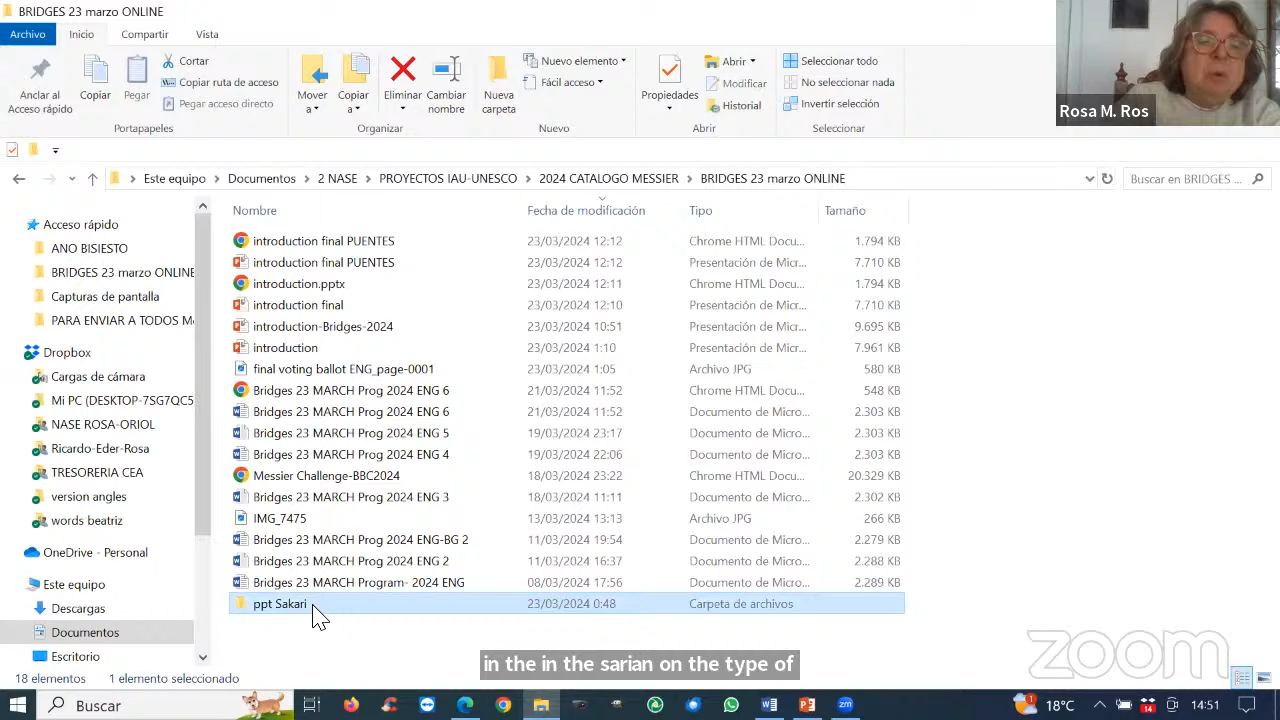 BRIDGES 23 marzo ONLINE
Archivo Inicio Compartir Vista
Anclar al Acceso rápido
Copiar
Pegar
Cortar
Copiar ruta de acceso
Pegar acceso directo
Portapapeles
Mover a
Copiar a
Eliminar
Cambiar nombre
Organizar
Nueva carpeta
Nuevo elemento
Fácil acceso
Nuevo
Propiedades
Abrir
Modificar
Historial
Abrir
Seleccionar todo
No seleccionar nada
Invertir selección
Seleccionar
Rosa M. Ros
Este equipo > Documentos > 2 NASE > PROYECTOS IAU-UNESCO > 2024 CATALOGO MESSIER > BRIDGES 23 marzo ONLINE
Buscar en BRIDGES ...
Acceso rápido
ANO BISIESTO
BRIDGES 23 marzo ONLINE
Capturas de pantalla
PARA ENVIAR A TODOS M
Dropbox
Cargas de cámara
Mi PC (DESKTOP-7SG7QC5
NASE ROSA-ORIOL
Ricardo-Eder-Rosa
TRESORERIA CEA
version angles
words beatriz
OneDrive - Personal
Este equipo
Descargas
Documentos
Escritorio
Nombre Fecha de modificación Tipo Tamaño
introduction final PUENTES 23/03/2024 12:12 Chrome HTML Docu... 1.794 KB
introduction final PUENTES 23/03/2024 12:12 Presentación de Micr... 7.710 KB
introduction.pptx 23/03/2024 12:11 Chrome HTML Docu... 1.794 KB
introduction final 23/03/2024 12:10 Presentación de Micr... 7.710 KB
introduction-Bridges-2024 23/03/2024 10:51 Presentación de Micr... 9.695 KB
introduction 23/03/2024 1:10 Presentación de Micr... 7.961 KB
final voting ballot ENG_page-0001 23/03/2024 1:05 Archivo JPG 580 KB
Bridges 23 MARCH Prog 2024 ENG 6 21/03/2024 11:52 Chrome HTML Docu... 548 KB
Bridges 23 MARCH Prog 2024 ENG 6 21/03/2024 11:52 Documento de Micro... 2.303 KB
Bridges 23 MARCH Prog 2024 ENG 5 19/03/2024 23:17 Documento de Micro... 2.303 KB
Bridges 23 MARCH Prog 2024 ENG 4 19/03/2024 22:06 Documento de Micro... 2.303 KB
Messier Challenge-BBC2024 18/03/2024 23:22 Chrome HTML Docu... 20.329 KB
Bridges 23 MARCH Prog 2024 ENG 3 18/03/2024 11:11 Documento de Micro... 2.302 KB
IMG_7475 13/03/2024 13:13 Archivo JPG 266 KB
Bridges 23 MARCH Prog 2024 ENG-BG 2 11/03/2024 19:54 Documento de Micro... 2.279 KB
Bridges 23 MARCH Prog 2024 ENG 2 11/03/2024 16:37 Documento de Micro... 2.288 KB
Bridges 23 MARCH Program- 2024 ENG 08/03/2024 17:56 Documento de Micro... 2.289 KB
ppt Sakari 23/03/2024 0:48 Carpeta de archivos
in the in the sarian on the type of
zoom
18 elementos 1 elemento seleccionado
Buscar
18°C
14:51